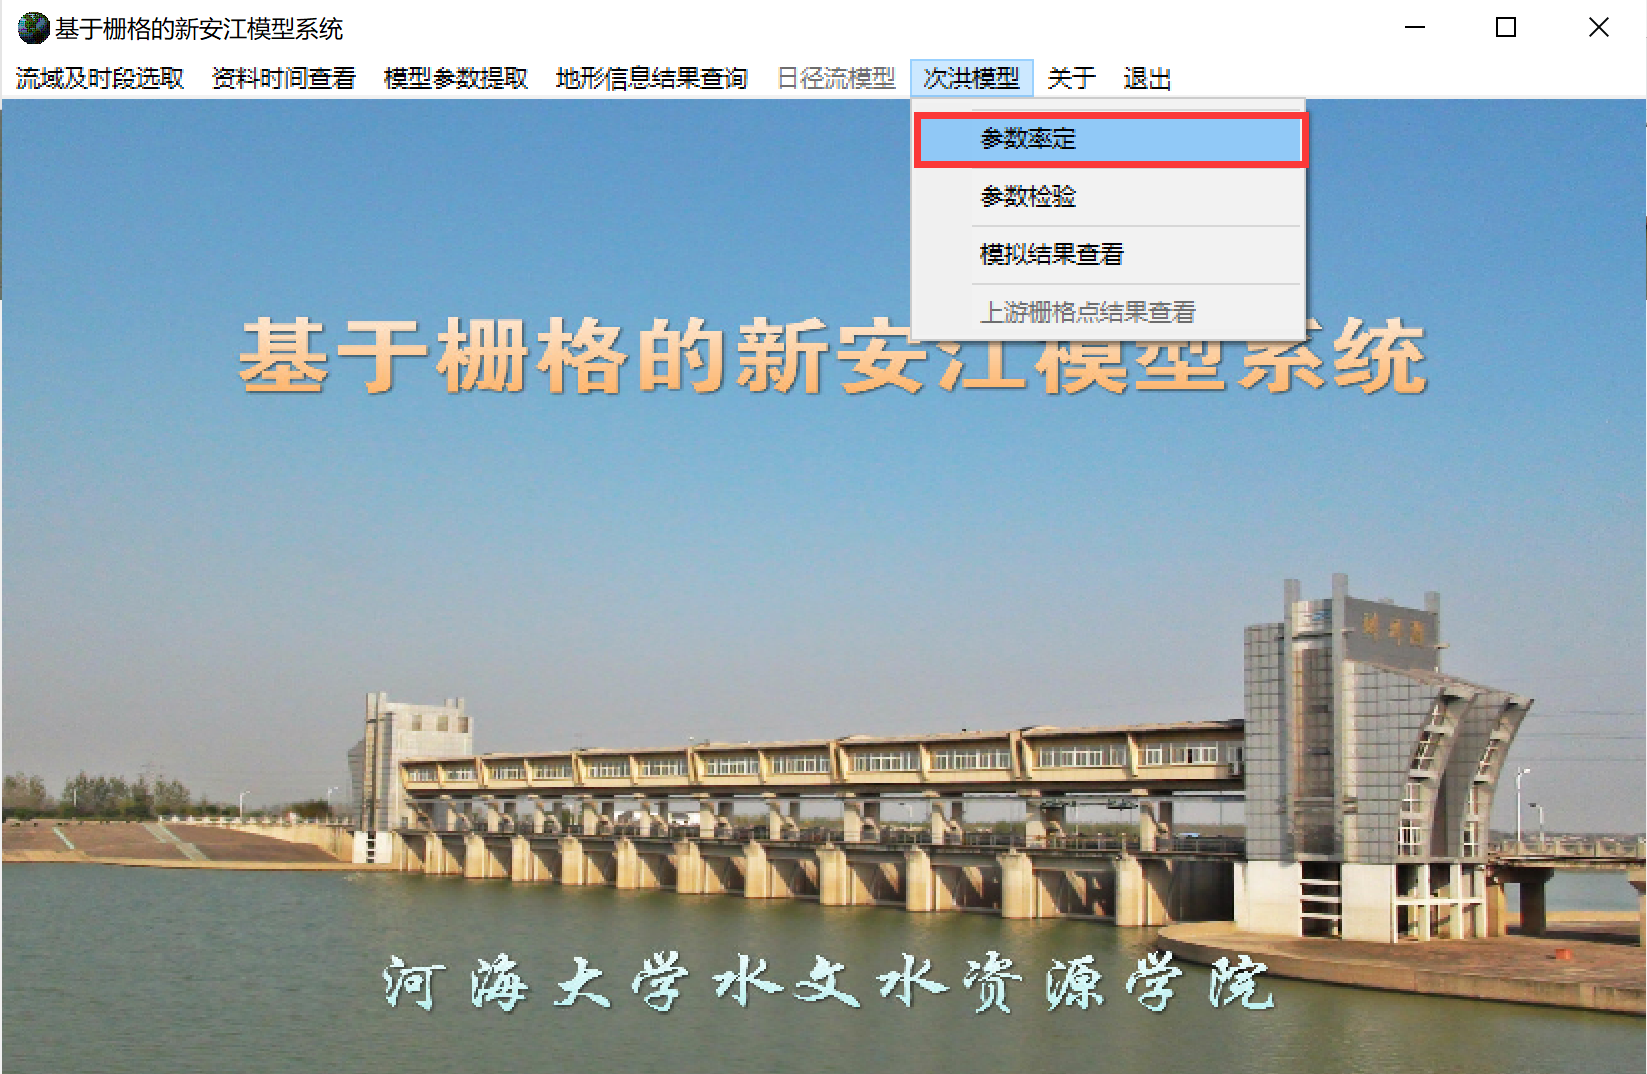 基于栅格的新安江模型系统
流域及时段选取 资料时间查看 模型参数提取 地形信息结果查询 日径流模型 次洪模型 关于 退出
参数率定
参数检验
模拟结果查看
上游栅格点结果查看
基于栅格的新安江模型系统
河海大学水文水资源学院